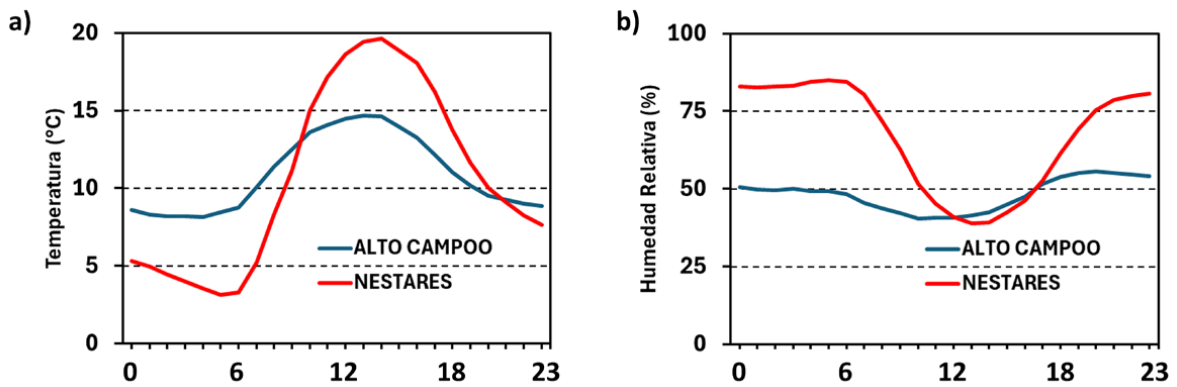 a)
Temperatura (°C)
20
15
10
5
0
ALTO CAMPOO
NESTARES
0 6 12 18 23
b)
Humedad Relativa (%)
100
75
50
25
0
ALTO CAMPOO
NESTARES
0 6 12 18 23